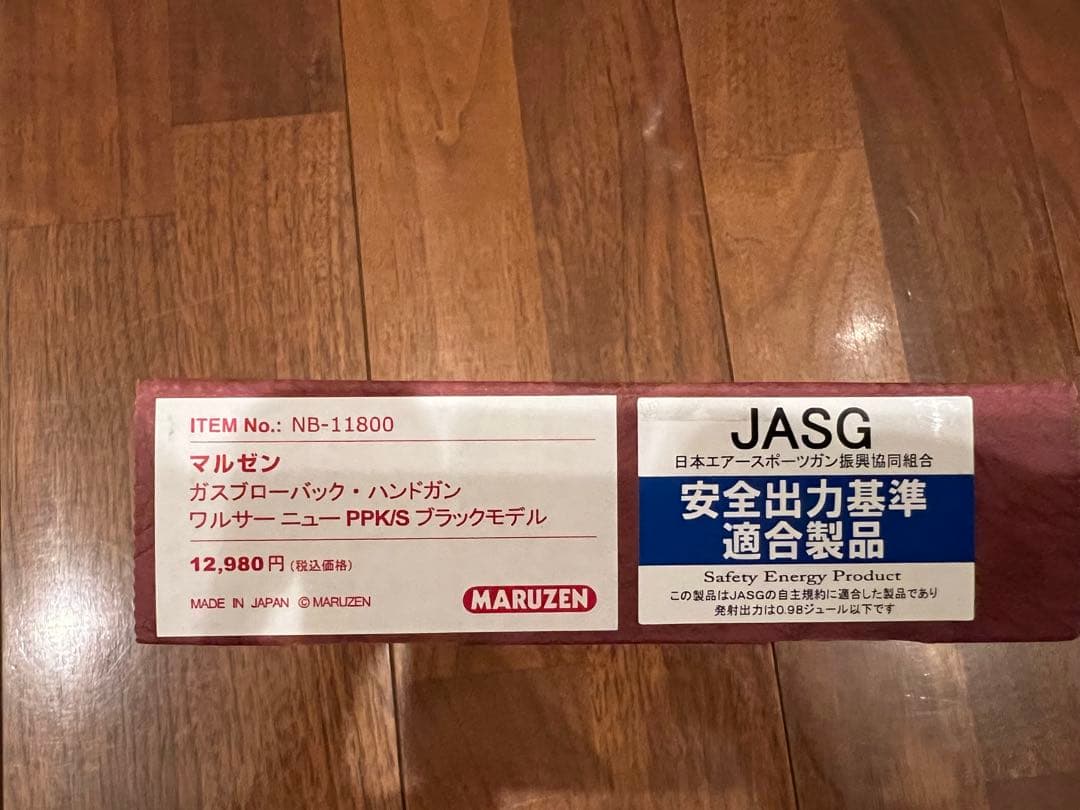 ITEM No.: NB-11800
マルゼン
ガスブローバック・ハンドガン
ワルサー ニュー PPK/S ブラックモデル
12,980円 (税込価格)
MADE IN JAPAN © MARUZEN
MARUZEN
JASG
日本エアースポーツガン振興協同組合
安全出力基準
適合製品
Safety Energy Product
この製品はJASGの自主規約に適合した製品であり
発射出力は0.98ジュール以下です